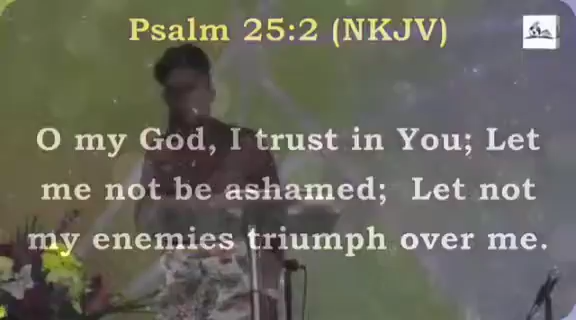 Psalm 25:2 (NKJV)
O my God, I trust in You; Let
me not be ashamed; Let not
my enemies triumph over me.